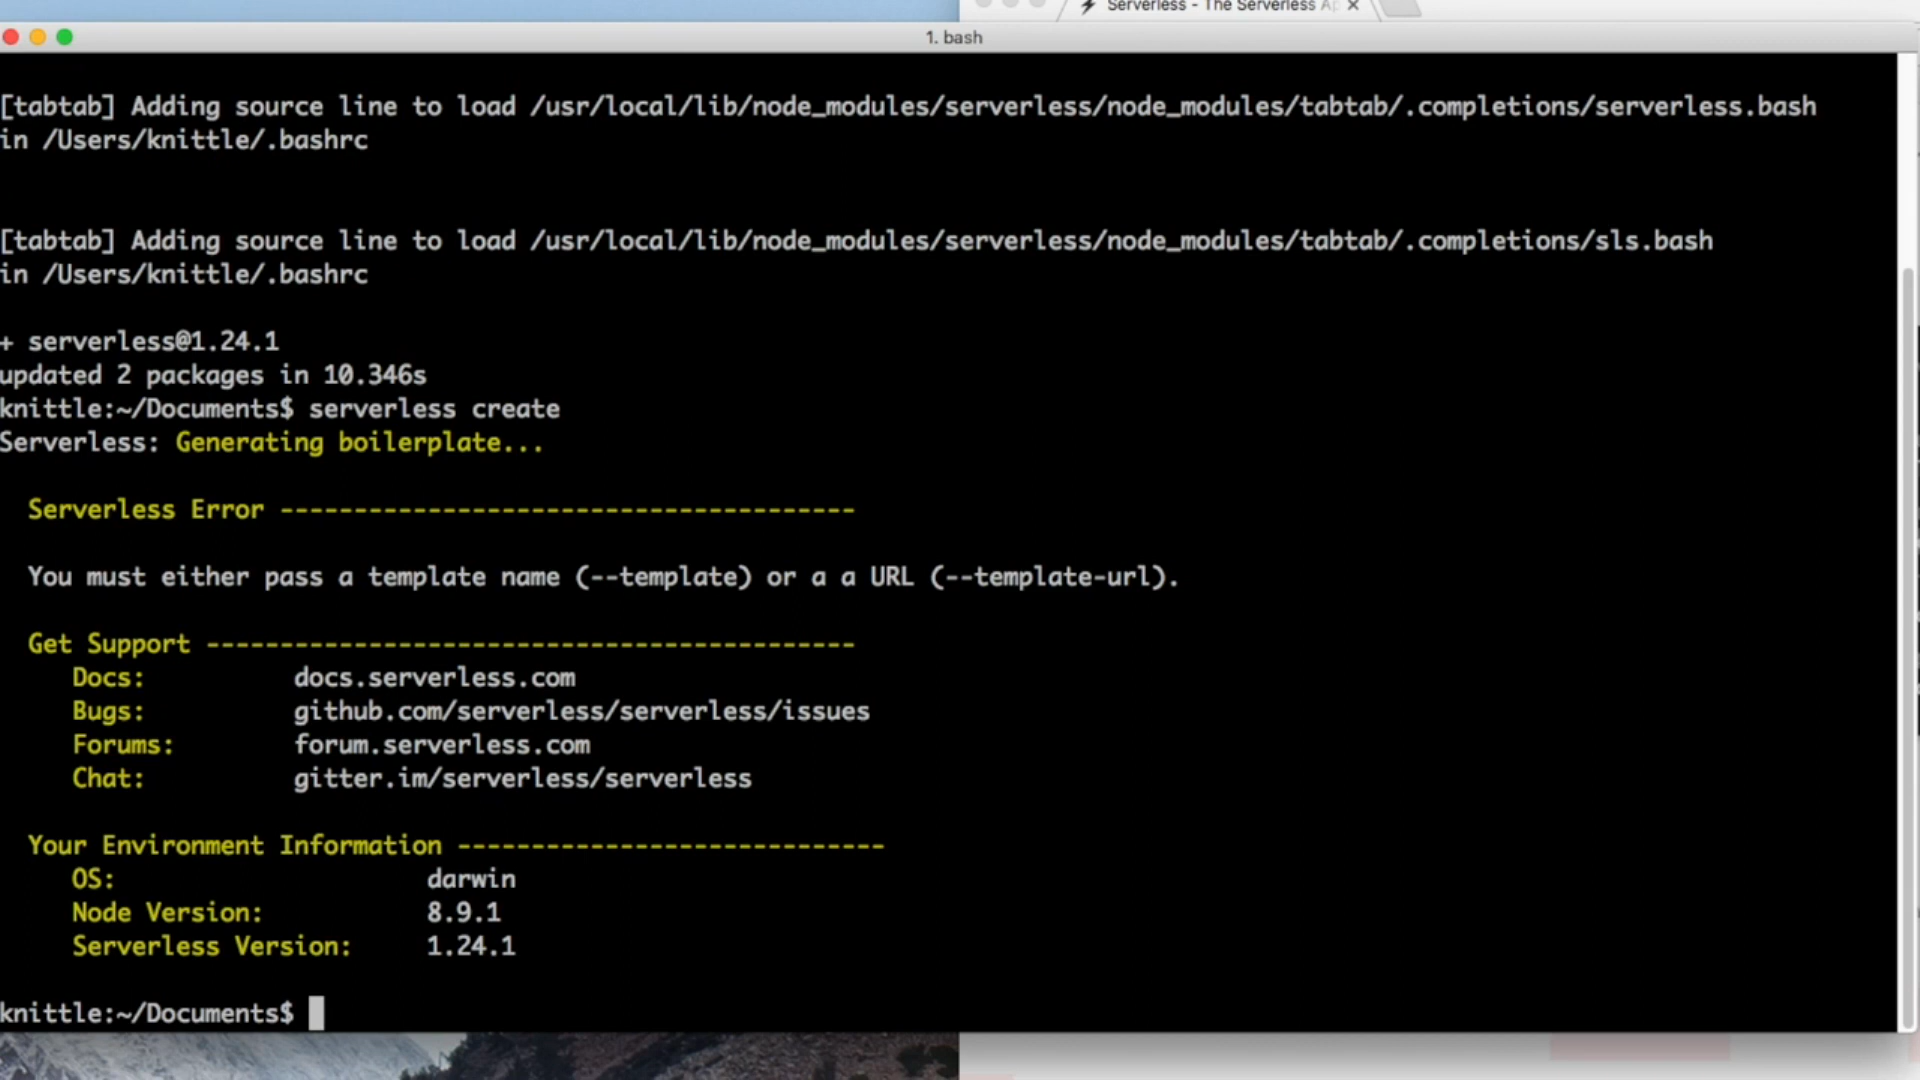 Serverless - The Serverless Ap
1. bash
[tabtab] Adding source line to load /usr/local/lib/node_modules/serverless/node_modules/tabtab/.completions/serverless.bash
in /Users/knittle/.bashrc
[tabtab] Adding source line to load /usr/local/lib/node_modules/serverless/node_modules/tabtab/.completions/sls.bash
in /Users/knittle/.bashrc
+ serverless@1.24.1
updated 2 packages in 10.346s
knittle:~/Documents$ serverless create
Serverless: Generating boilerplate...
Serverless Error ---------------------------------------
You must either pass a template name (--template) or a a URL (--template-url).
Get Support --------------------------------------------
Docs: docs.serverless.com
Bugs: github.com/serverless/serverless/issues
Forums: forum.serverless.com
Chat: gitter.im/serverless/serverless
Your Environment Information -----------------------------
OS: darwin
Node Version: 8.9.1
Serverless Version: 1.24.1
knittle:~/Documents$